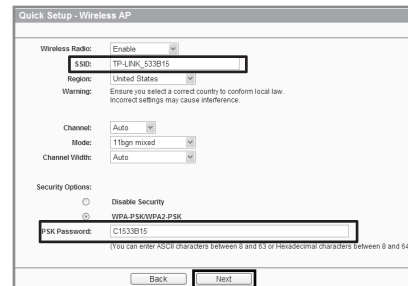 Quick Setup - Wireless AP
Wireless Radio: Enable
SSID: TP-LINK_533B15
Region: United States
Warning: Ensure you select a correct country to conform local law.
Incorrect settings may cause interference.
Channel: Auto
Mode: 11bgn mixed
Channel Width: Auto
Security Options:
Disable Security
WPA-PSK/WPA2-PSK
PSK Password: C1533B15
(You can enter ASCII characters between 8 and 63 or Hexadecimal characters between 8 and 64
Back Next